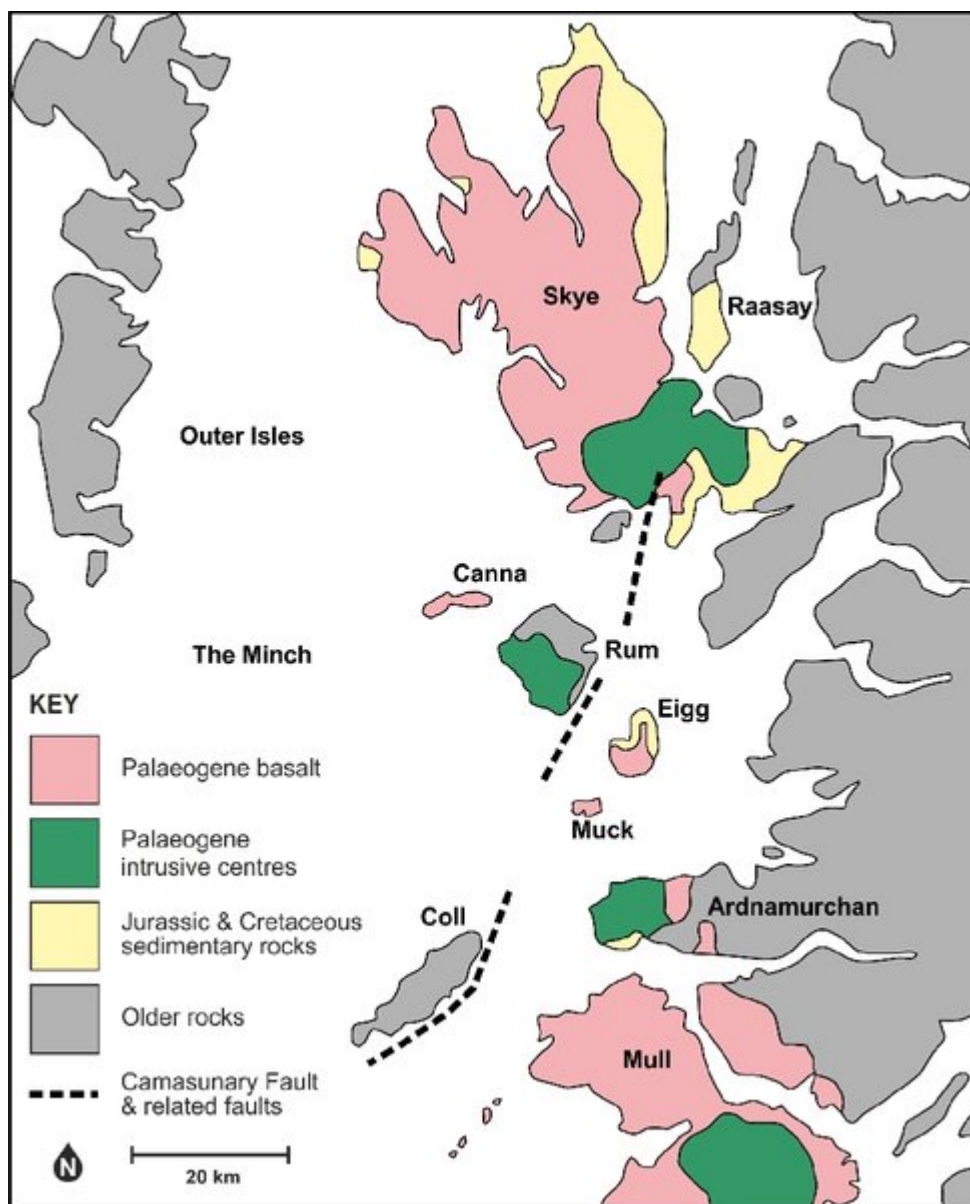 Skye
Raasay
Outer Isles
Canna
The Minch
Rum
Eigg
Muck
Coll
Ardnamurchan
Mull
KEY
Palaeogene basalt
Palaeogene
intrusive centres
Jurassic & Cretaceous
sedimentary rocks
Older rocks
Camasunary Fault
& related faults
N
20 km